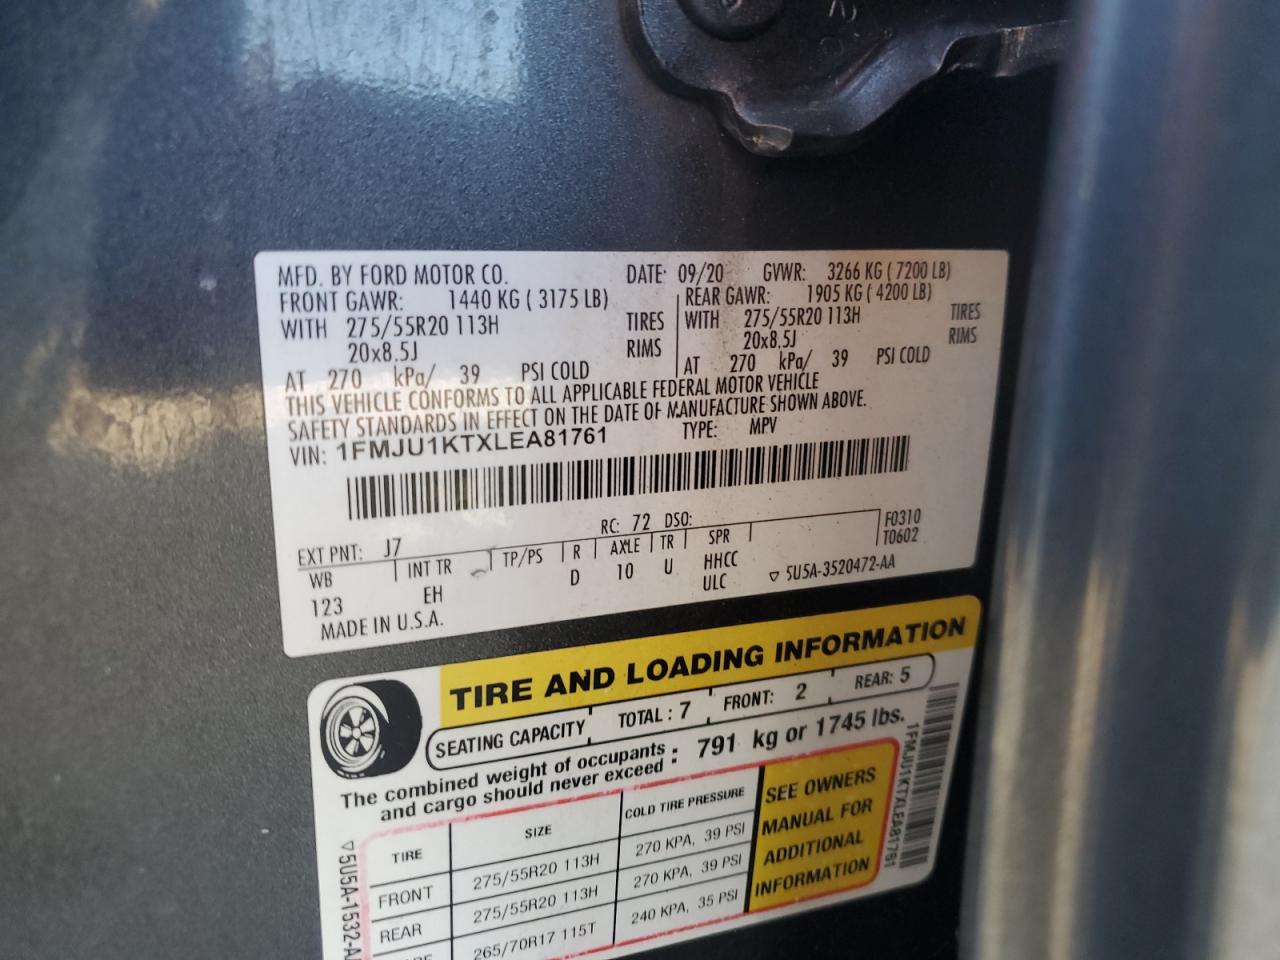 MFD. BY FORD MOTOR CO. DATE: 09/20 GVWR: 3266 KG ( 7200 LB)
FRONT GAWR: 1440 KG ( 3175 LB) REAR GAWR: 1905 KG ( 4200 LB)
WITH 275/55R20 113H TIRES WITH 275/55R20 113H TIRES
20x8.5J RIMS 20x8.5J RIMS
AT 270 kPa/ 39 PSI COLD AT 270 kPa/ 39 PSI COLD
THIS VEHICLE CONFORMS TO ALL APPLICABLE FEDERAL MOTOR VEHICLE
SAFETY STANDARDS IN EFFECT ON THE DATE OF MANUFACTURE SHOWN ABOVE.
VIN: 1FMJU1KTXLEA81761 TYPE: MPV
EXT PNT: J7 RC: 72 DSO: F0310
T0602
WB INT TR TP/PS R AXLE TR SPR
123 EH D 10 U HHCC
ULC ▽ 5U5A-3520472-AA
MADE IN U.S.A.
TIRE AND LOADING INFORMATION
SEATING CAPACITY TOTAL : 7 FRONT: 2 REAR: 5
The combined weight of occupants
and cargo should never exceed : 791 kg or 1745 lbs.
TIRE SIZE COLD TIRE PRESSURE
FRONT 275/55R20 113H 270 KPA, 39 PSI
REAR 275/55R20 113H 270 KPA, 39 PSI
265/70R17 115T 240 KPA, 35 PSI
SEE OWNERS
MANUAL FOR
ADDITIONAL
INFORMATION
1FMJU1KTXLEA81761
▽5U5A-1532-A